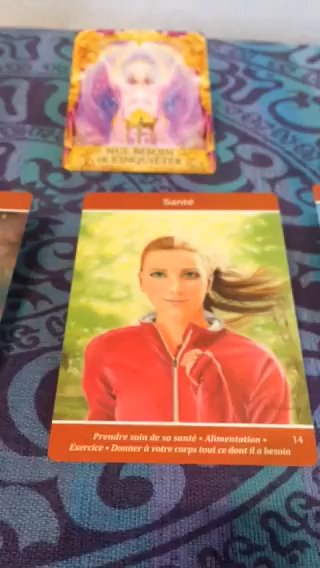 NUL BESOIN
DE S'INQUIÉTER
Santé
Prendre soin de sa santé • Alimentation •
Exercice • Donner à votre corps tout ce dont il a besoin
14